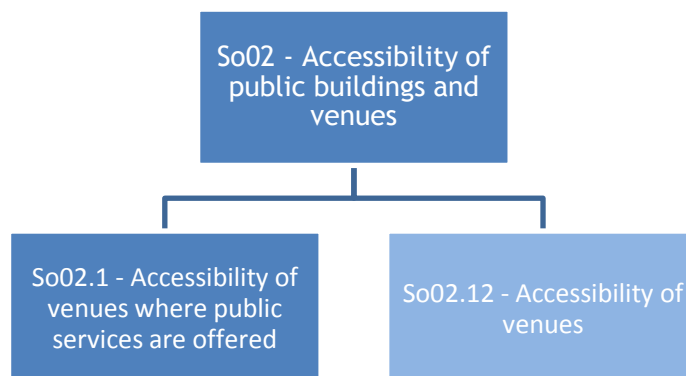 So02 - Accessibility of
public buildings and
venues
So02.1 - Accessibility of
venues where public
services are offered
So02.12 - Accessibility of
venues